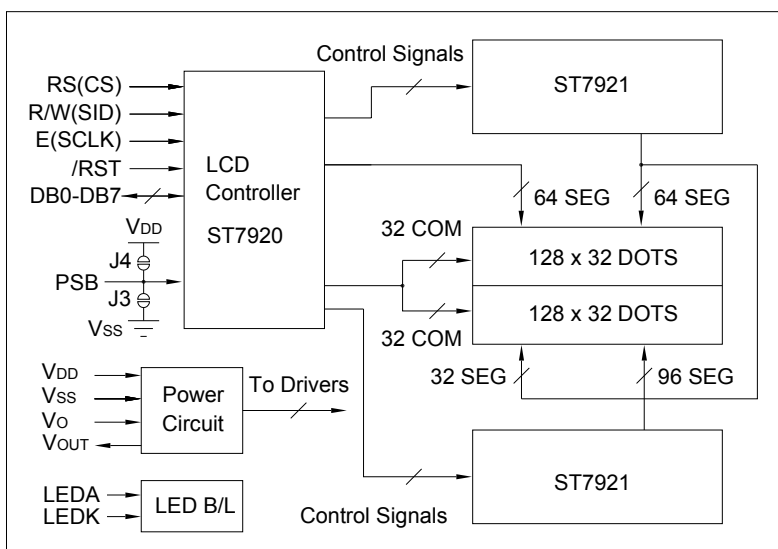 Control Signals
ST7921
RS(CS)
R/W(SID)
E(SCLK)
/RST
DB0-DB7
LCD
Controller
ST7920
64 SEG
64 SEG
VDD
J4
PSB
J3
VSS
32 COM
128 x 32 DOTS
128 x 32 DOTS
32 COM
32 SEG
96 SEG
VDD
VSS
VO
VOUT
Power
Circuit
To Drivers
LEDA
LEDK
LED B/L
Control Signals
ST7921